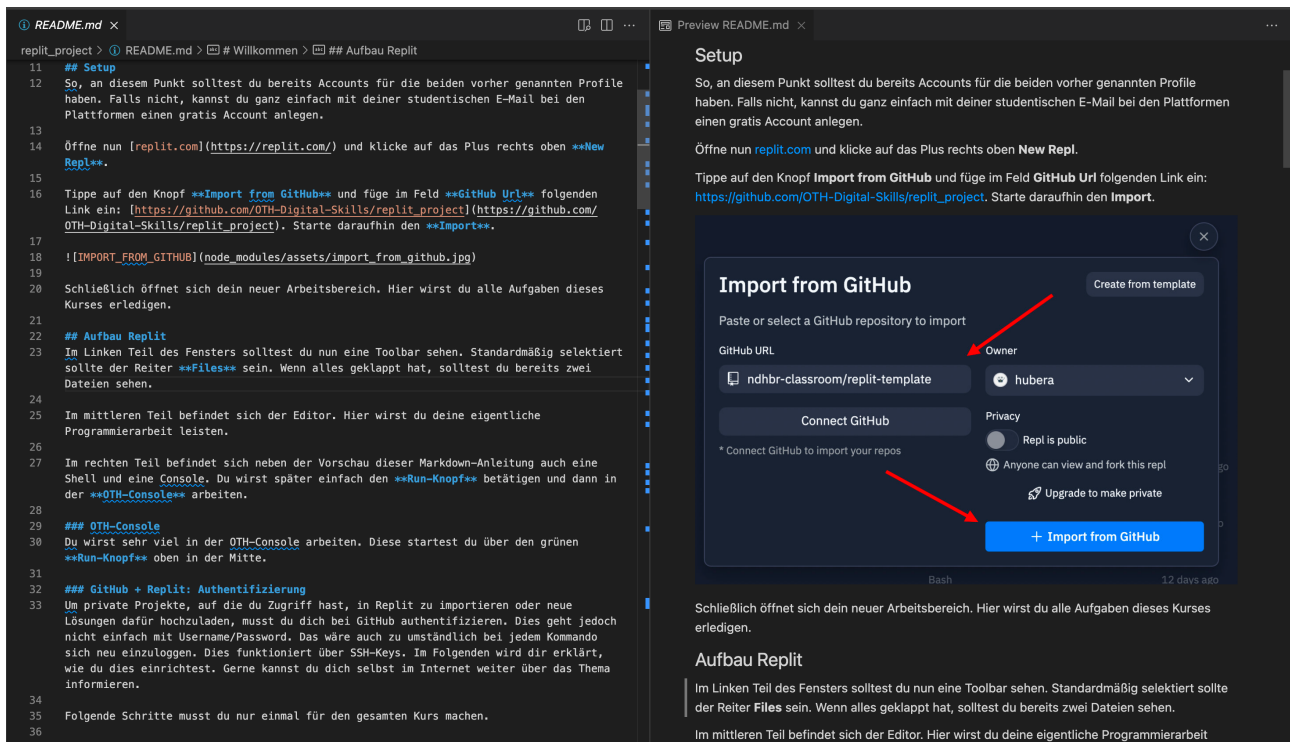 README.md
replit_project > README.md > # Willkommen > ## Aufbau Replit
11 ## Setup
12 So, an diesem Punkt solltest du bereits Accounts für die beiden vorher genannten Profile
haben. Falls nicht, kannst du ganz einfach mit deiner studentischen E-Mail bei den
Plattformen einen gratis Account anlegen.
13
14 Öffne nun [replit.com](https://replit.com/) und klicke auf das Plus rechts oben **New
Repl**.
15
16 Tippe auf den Knopf **Import from GitHub** und füge im Feld **GitHub Url** folgenden
Link ein: [https://github.com/OTH-Digital-Skills/replit_project](https://github.com/
OTH-Digital-Skills/replit_project). Starte daraufhin den **Import**.
17
18 ![IMPORT_FROM_GITHUB](node_modules/assets/import_from_github.jpg)
19
20 Schließlich öffnet sich dein neuer Arbeitsbereich. Hier wirst du alle Aufgaben dieses
Kurses erledigen.
21
22 ## Aufbau Replit
23 Im Linken Teil des Fensters solltest du nun eine Toolbar sehen. Standardmäßig selektiert
sollte der Reiter **Files** sein. Wenn alles geklappt hat, solltest du bereits zwei
Dateien sehen.
24
25 Im mittleren Teil befindet sich der Editor. Hier wirst du deine eigentliche
Programmierarbeit leisten.
26
27 Im rechten Teil befindet sich neben der Vorschau dieser Markdown-Anleitung auch eine
Shell und eine Console. Du wirst später einfach den **Run-Knopf** betätigen und dann in
der **OTH-Console** arbeiten.
28
29 ### OTH-Console
30 Du wirst sehr viel in der OTH-Console arbeiten. Diese startest du über den grünen
**Run-Knopf** oben in der Mitte.
31
32 ### GitHub + Replit: Authentifizierung
33 Um private Projekte, auf die du Zugriff hast, in Replit zu importieren oder neue
Lösungen dafür hochzuladen, musst du dich bei GitHub authentifizieren. Dies geht jedoch
nicht einfach mit Username/Password. Das wäre auch zu umständlich bei jedem Kommando
sich neu einzuloggen. Dies funktioniert über SSH-Keys. Im Folgenden wird dir erklärt,
wie du dies einrichtest. Gerne kannst du dich selbst im Internet weiter über das Thema
informieren.
34
35 Folgende Schritte musst du nur einmal für den gesamten Kurs machen.
36
Preview README.md
Setup
So, an diesem Punkt solltest du bereits Accounts für die beiden vorher genannten Profile
haben. Falls nicht, kannst du ganz einfach mit deiner studentischen E-Mail bei den Plattformen
einen gratis Account anlegen.
Öffne nun replit.com und klicke auf das Plus rechts oben New Repl.
Tippe auf den Knopf Import from GitHub und füge im Feld GitHub Url folgenden Link ein:
https://github.com/OTH-Digital-Skills/replit_project. Starte daraufhin den Import.
Import from GitHub
Create from template
Paste or select a GitHub repository to import
GitHub URL
Owner
ndhbr-classroom/replit-template
hubera
Connect GitHub
Privacy
Repl is public
* Connect GitHub to import your repos
Anyone can view and fork this repl
go
Upgrade to make private
+ Import from GitHub
Bash
12 days ago
Schließlich öffnet sich dein neuer Arbeitsbereich. Hier wirst du alle Aufgaben dieses Kurses
erledigen.
Aufbau Replit
Im Linken Teil des Fensters solltest du nun eine Toolbar sehen. Standardmäßig selektiert sollte
der Reiter Files sein. Wenn alles geklappt hat, solltest du bereits zwei Dateien sehen.
Im mittleren Teil befindet sich der Editor. Hier wirst du deine eigentliche Programmierarbeit